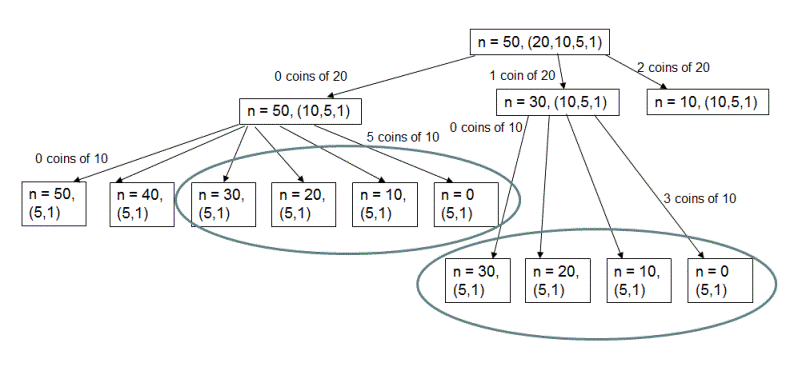 n = 50, (20,10,5,1)
0 coins of 20
1 coin of 20
2 coins of 20
n = 50, (10,5,1)
n = 30, (10,5,1)
n = 10, (10,5,1)
0 coins of 10
5 coins of 10
0 coins of 10
3 coins of 10
n = 50,
(5,1)
n = 40,
(5,1)
n = 30,
(5,1)
n = 20,
(5,1)
n = 10,
(5,1)
n = 0
(5,1)
n = 30,
(5,1)
n = 20,
(5,1)
n = 10,
(5,1)
n = 0
(5,1)